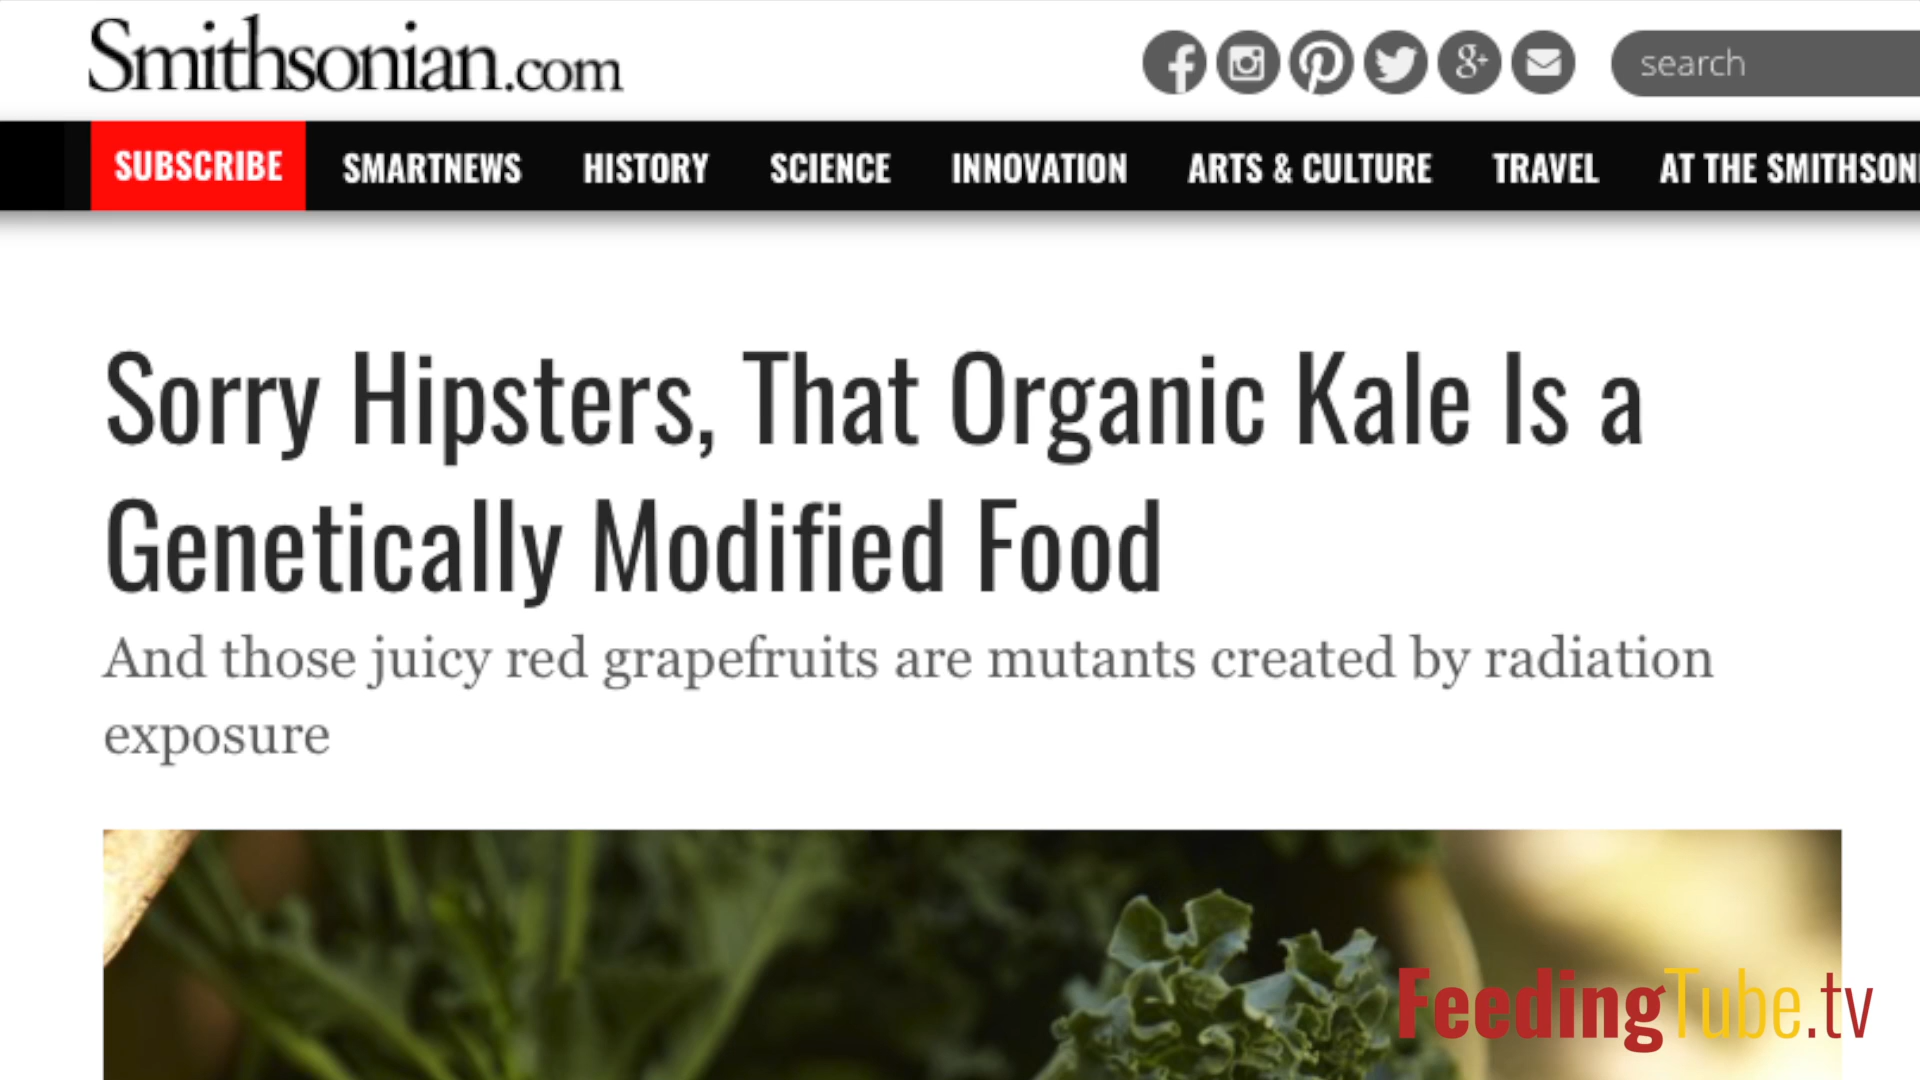 Smithsonian.com
search
SUBSCRIBE SMARTNEWS HISTORY SCIENCE INNOVATION ARTS & CULTURE TRAVEL AT THE SMITHSONI
Sorry Hipsters, That Organic Kale Is a
Genetically Modified Food
And those juicy red grapefruits are mutants created by radiation
exposure
FeedingTube.tv